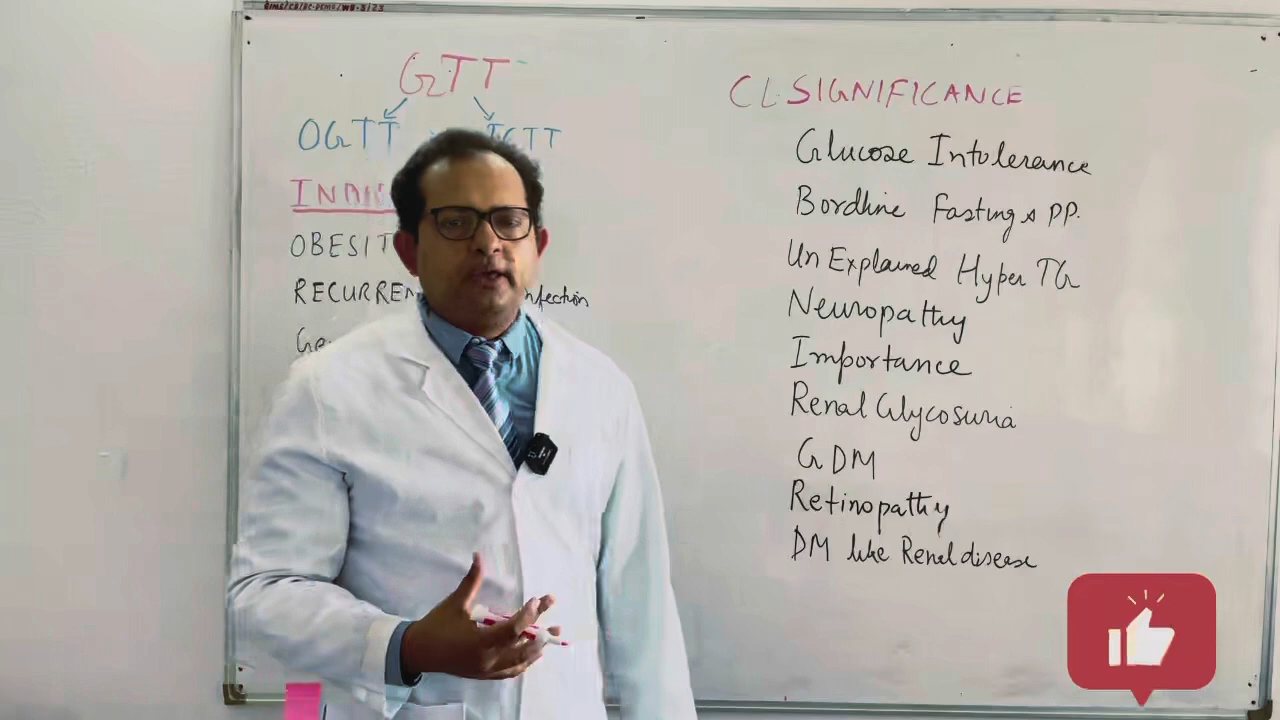 GTT
OGTT
INDI
OBESIT
RECURREN nfection
Ge
CL SIGNIFICANCE
Glucose Intolerance
Bordline Fasting & PP.
UnExplained Hyper TG
Neuropathy
Importance
Renal Glycosuria
GDM
Retinopathy
DM like Renal disease